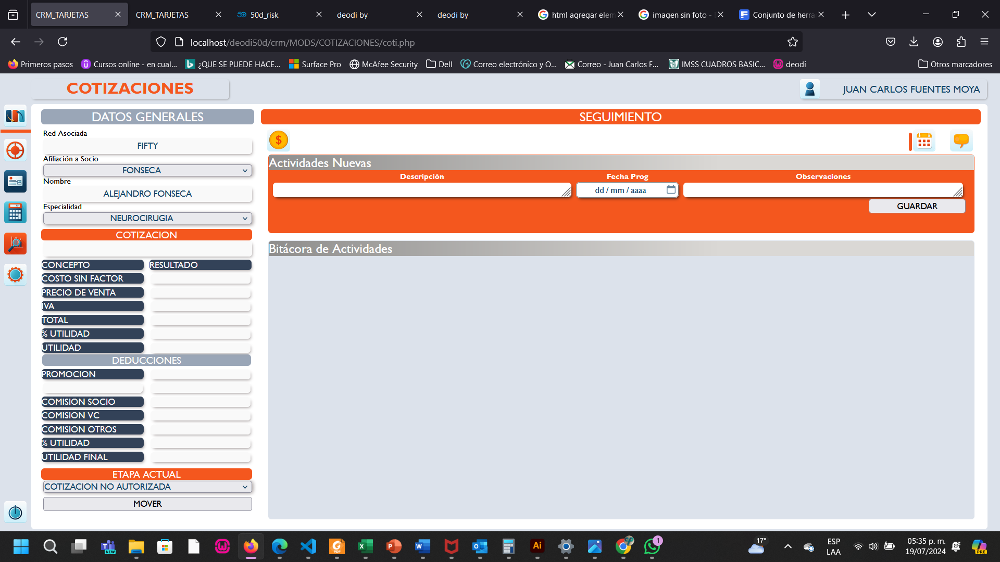 CRM_TARJETAS
CRM_TARJETAS
50d_risk
deodi by
deodi by
html agregar elem
imagen sin foto -
Conjunto de herra
localhost/deodi50d/crm/MODS/COTIZACIONES/coti.php
Primeros pasos
Cursos online - en cual...
¿QUE SE PUEDE HACE...
Surface Pro
McAfee Security
Dell
Correo electrónico y O...
Correo - Juan Carlos F...
IMSS CUADROS BASIC...
deodi
Otros marcadores
COTIZACIONES
JUAN CARLOS FUENTES MOYA
DATOS GENERALES
Red Asociada
FIFTY
Afiliación a Socio
FONSECA
Nombre
ALEJANDRO FONSECA
Especialidad
NEUROCIRUGIA
COTIZACION
CONCEPTO
RESULTADO
COSTO SIN FACTOR
PRECIO DE VENTA
IVA
TOTAL
% UTILIDAD
UTILIDAD
DEDUCCIONES
PROMOCION
COMISION SOCIO
COMISION VC
COMISION OTROS
% UTILIDAD
UTILIDAD FINAL
ETAPA ACTUAL
COTIZACION NO AUTORIZADA
MOVER
SEGUIMIENTO
Actividades Nuevas
Descripción
Fecha Prog
Observaciones
dd / mm / aaaa
GUARDAR
Bitácora de Actividades
17°
ESP
LAA
05:35 p. m.
19/07/2024